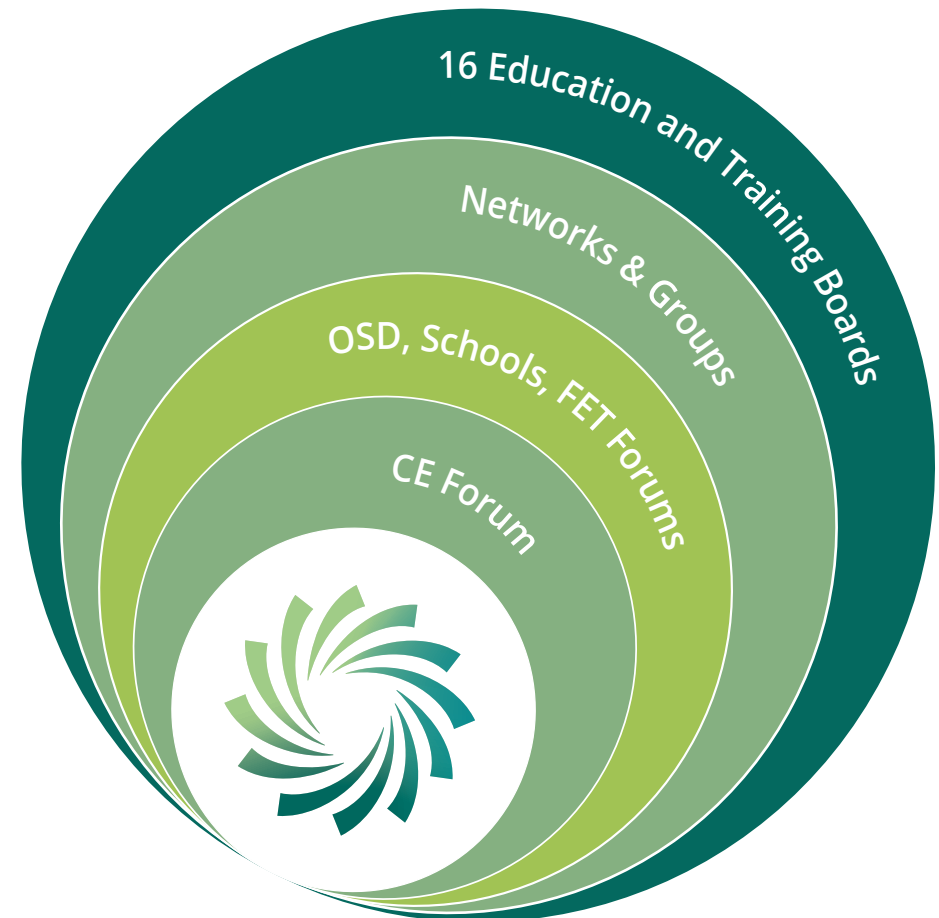 16 Education and Training Boards
Networks & Groups
OSD, Schools, FET Forums
CE Forum